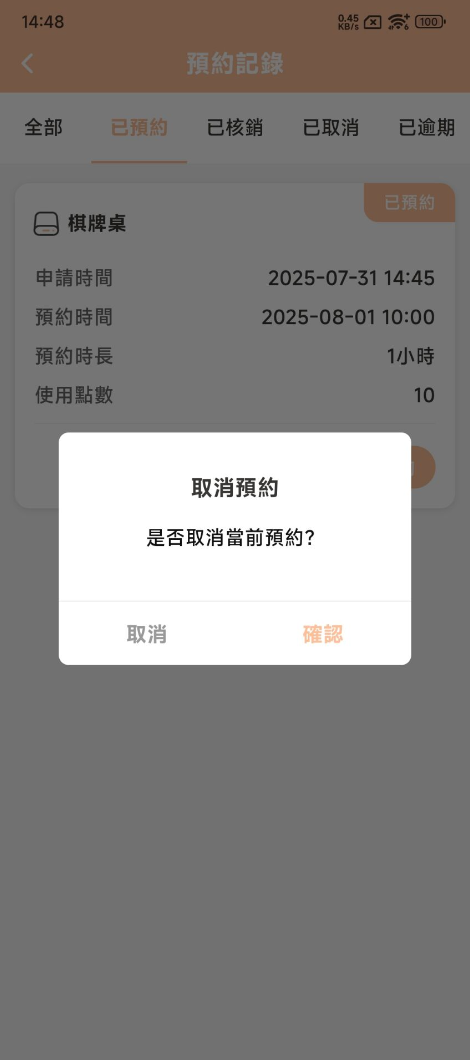 14:48
0.45 KB/s
100
預約記錄
全部 已預約 已核銷 已取消 已逾期
已預約
棋牌桌
申請時間 2025-07-31 14:45
預約時間 2025-08-01 10:00
預約時長 1小時
使用點數 10
取消預約
是否取消當前預約?
取消 確認